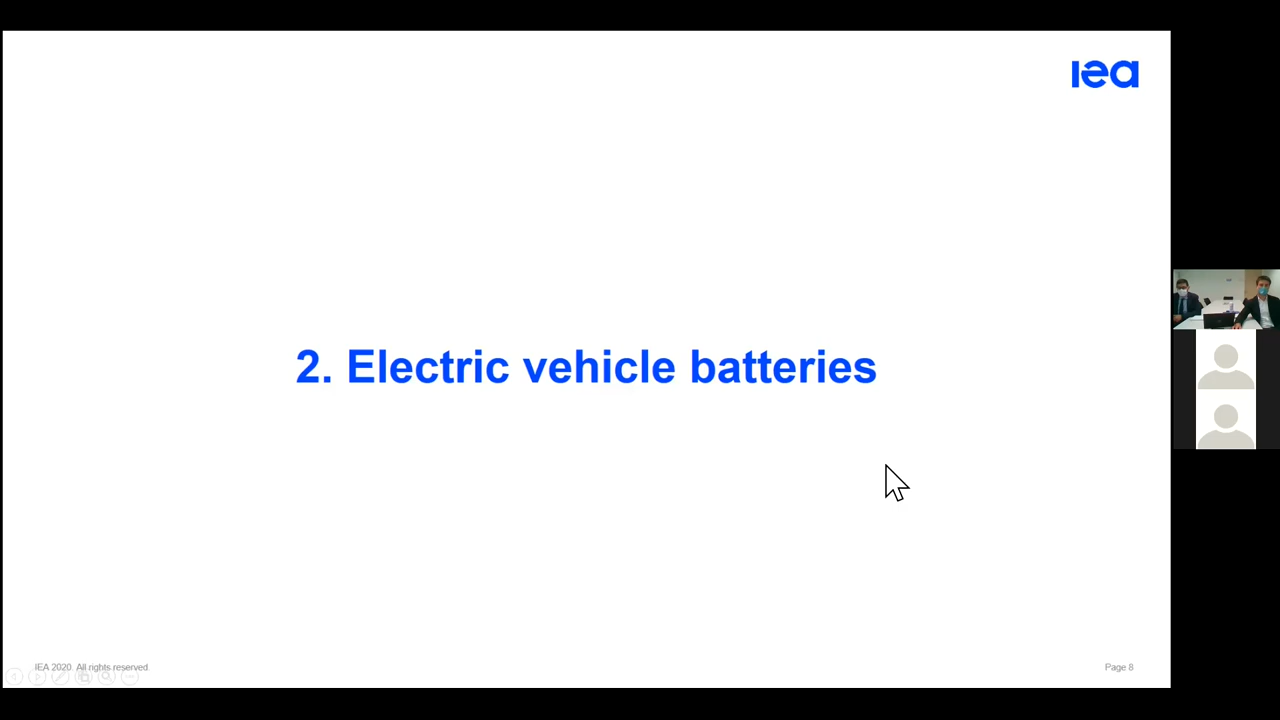 iea
2. Electric vehicle batteries
IEA 2020. All rights reserved.
Page 8